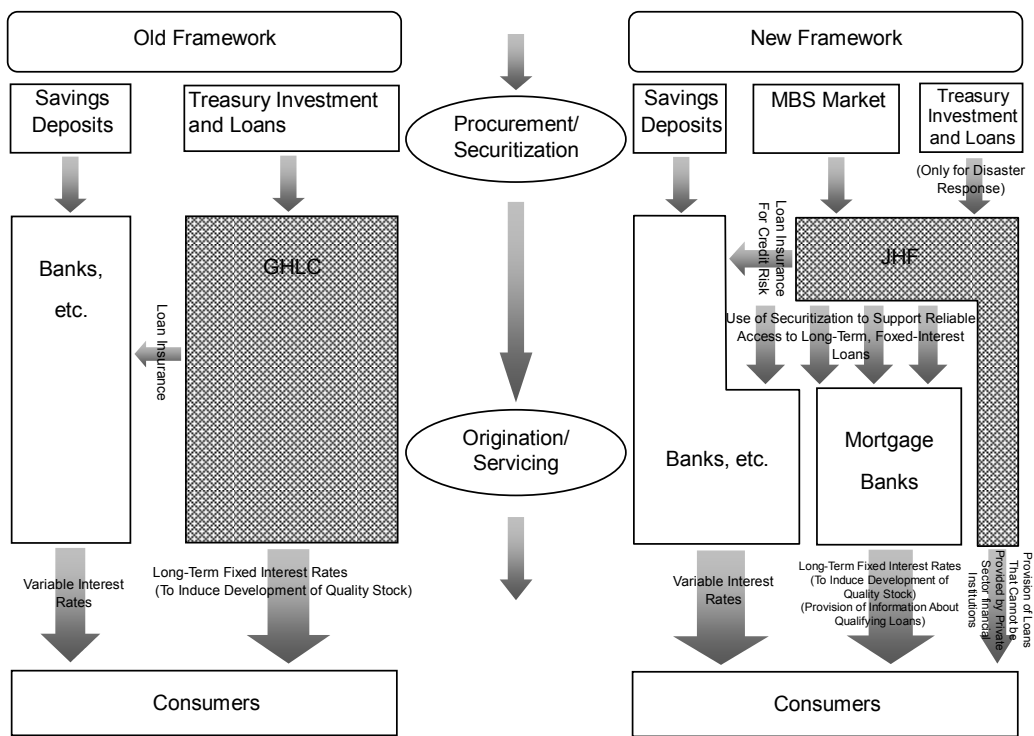 Old Framework
New Framework
Savings
Deposits
Treasury Investment
and Loans
Procurement/
Securitization
Savings
Deposits
MBS Market
Treasury
Investment
and Loans
(Only for Disaster
Response)
Banks,
etc.
GHLC
Loan Insurance
Loan Insurance
For Credit Risk
JHF
Use of Securitization to Support Reliable
Access to Long-Term, Foxed-Interest
Loans
Origination/
Servicing
Banks, etc.
Mortgage
Banks
Variable Interest
Rates
Long-Term Fixed Interest Rates
(To Induce Development of Quality Stock)
Variable Interest
Rates
Long-Term Fixed Interest Rates
(To Induce Development of
Quality Stock)
(Provision of Information About
Qualifying Loans)
Provision of Loans
That Cannot be
Provided by Private
Sector financial
Institutions
Consumers
Consumers